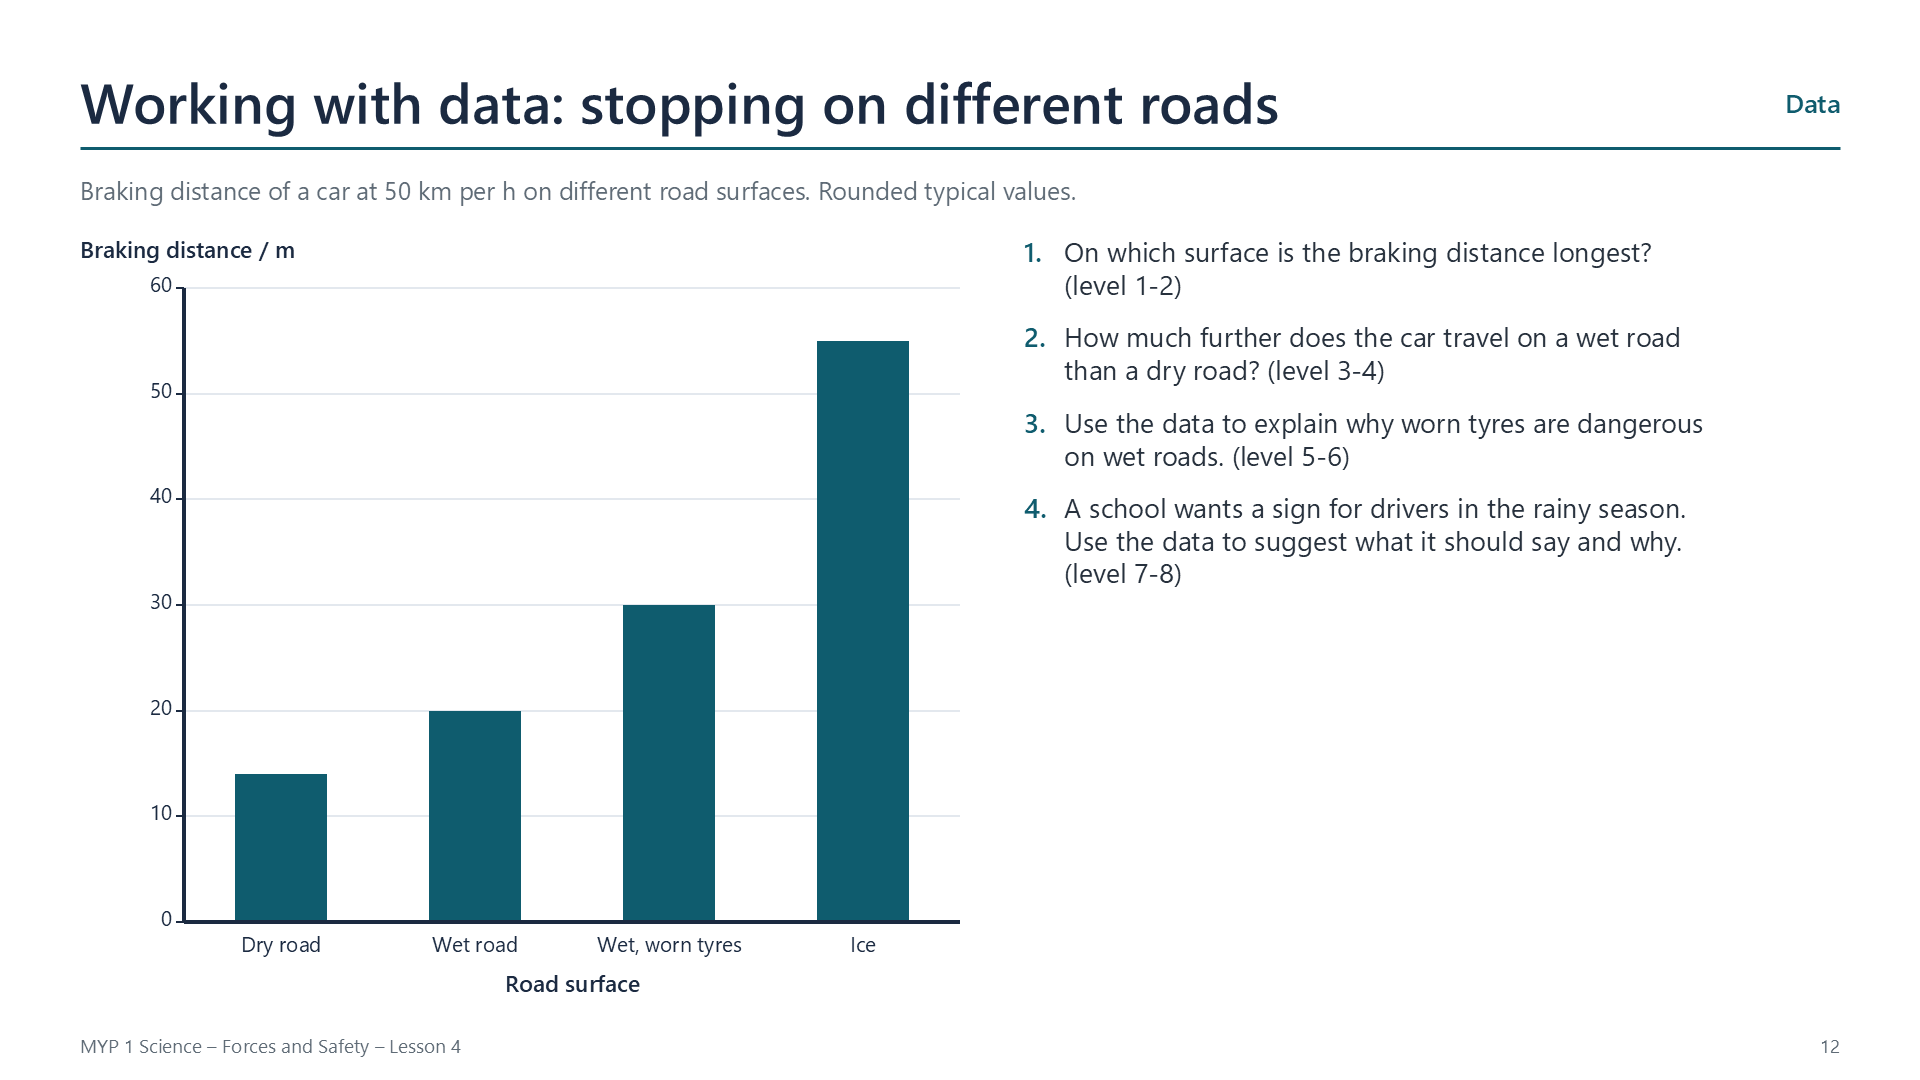 Working with data: stopping on different roads
Data
Braking distance of a car at 50 km per h on different road surfaces. Rounded typical values.
Braking distance / m
60
50
40
30
20
10
0
Dry road
Wet road
Wet, worn tyres
Ice
Road surface
1. On which surface is the braking distance longest?
(level 1-2)
2. How much further does the car travel on a wet road
than a dry road? (level 3-4)
3. Use the data to explain why worn tyres are dangerous
on wet roads. (level 5-6)
4. A school wants a sign for drivers in the rainy season.
Use the data to suggest what it should say and why.
(level 7-8)
MYP 1 Science – Forces and Safety – Lesson 4
12